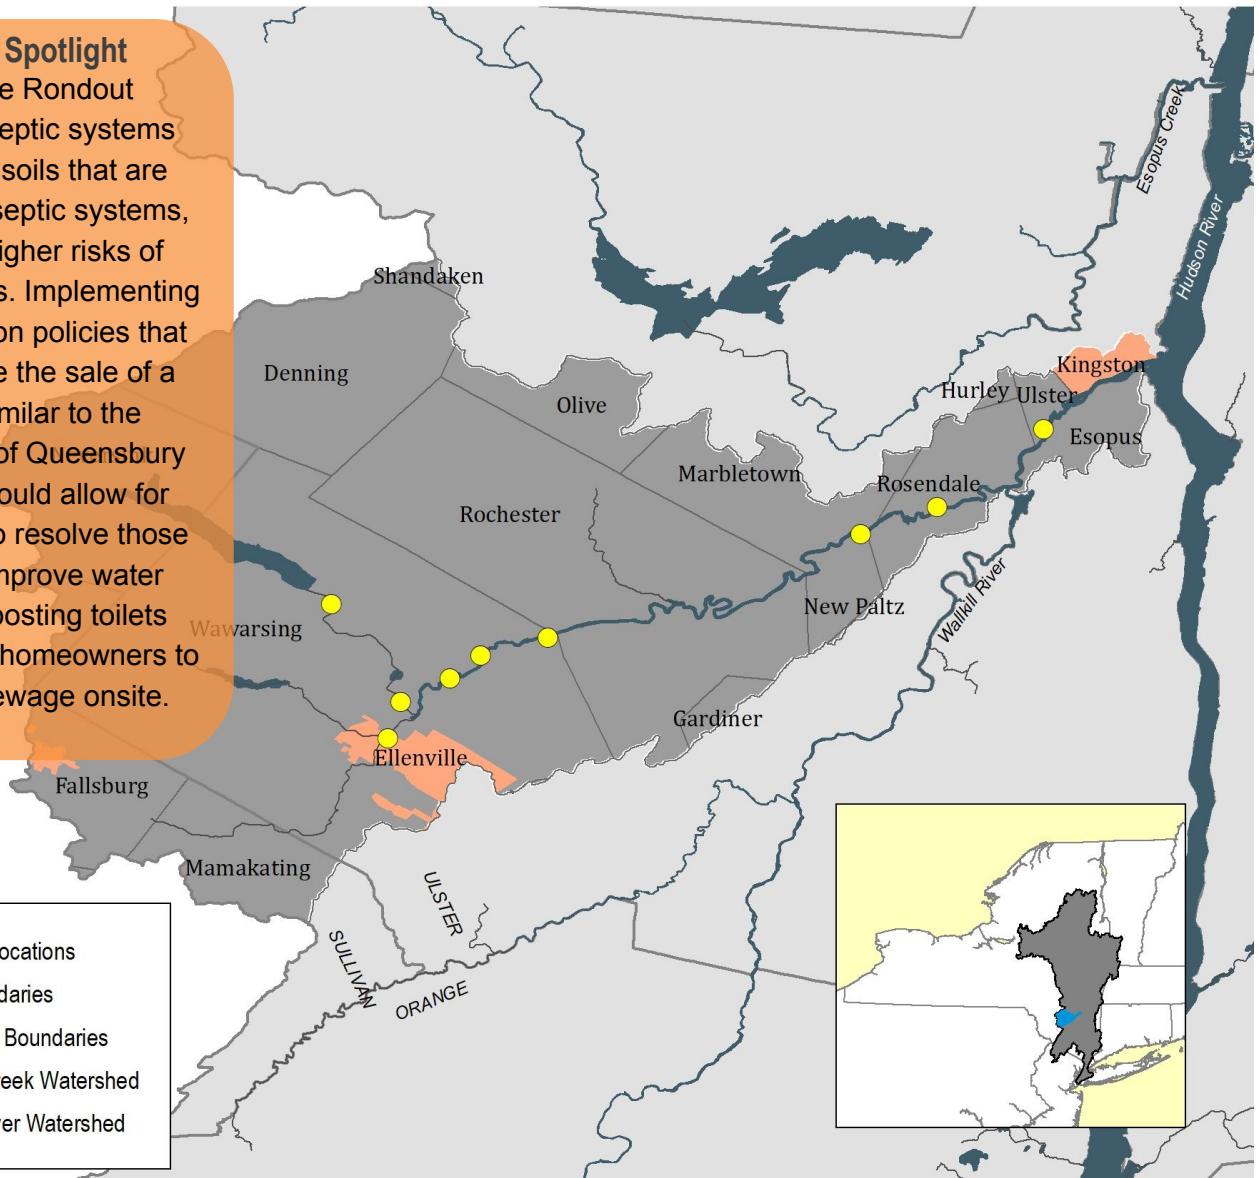 Spotlight
e Rondout
eptic systems
soils that are
septic systems,
igher risks of
s. Implementing
on policies that
e the sale of a
milar to the
of Queensbury
ould allow for
o resolve those
mprove water
posting toilets
homeowners to
ewage onsite.
Shandaken
Denning
Olive
Marbletown
Rochester
Hurley
Ulster
Kingston
Esopus
Rosendale
New Paltz
Wawarsing
Gardiner
Ellenville
Fallsburg
Mamakating
Esopus Creek
Hudson River
Wallkill River
ULSTER
SULLIVAN
ORANGE
ocations
daries
Boundaries
reek Watershed
er Watershed